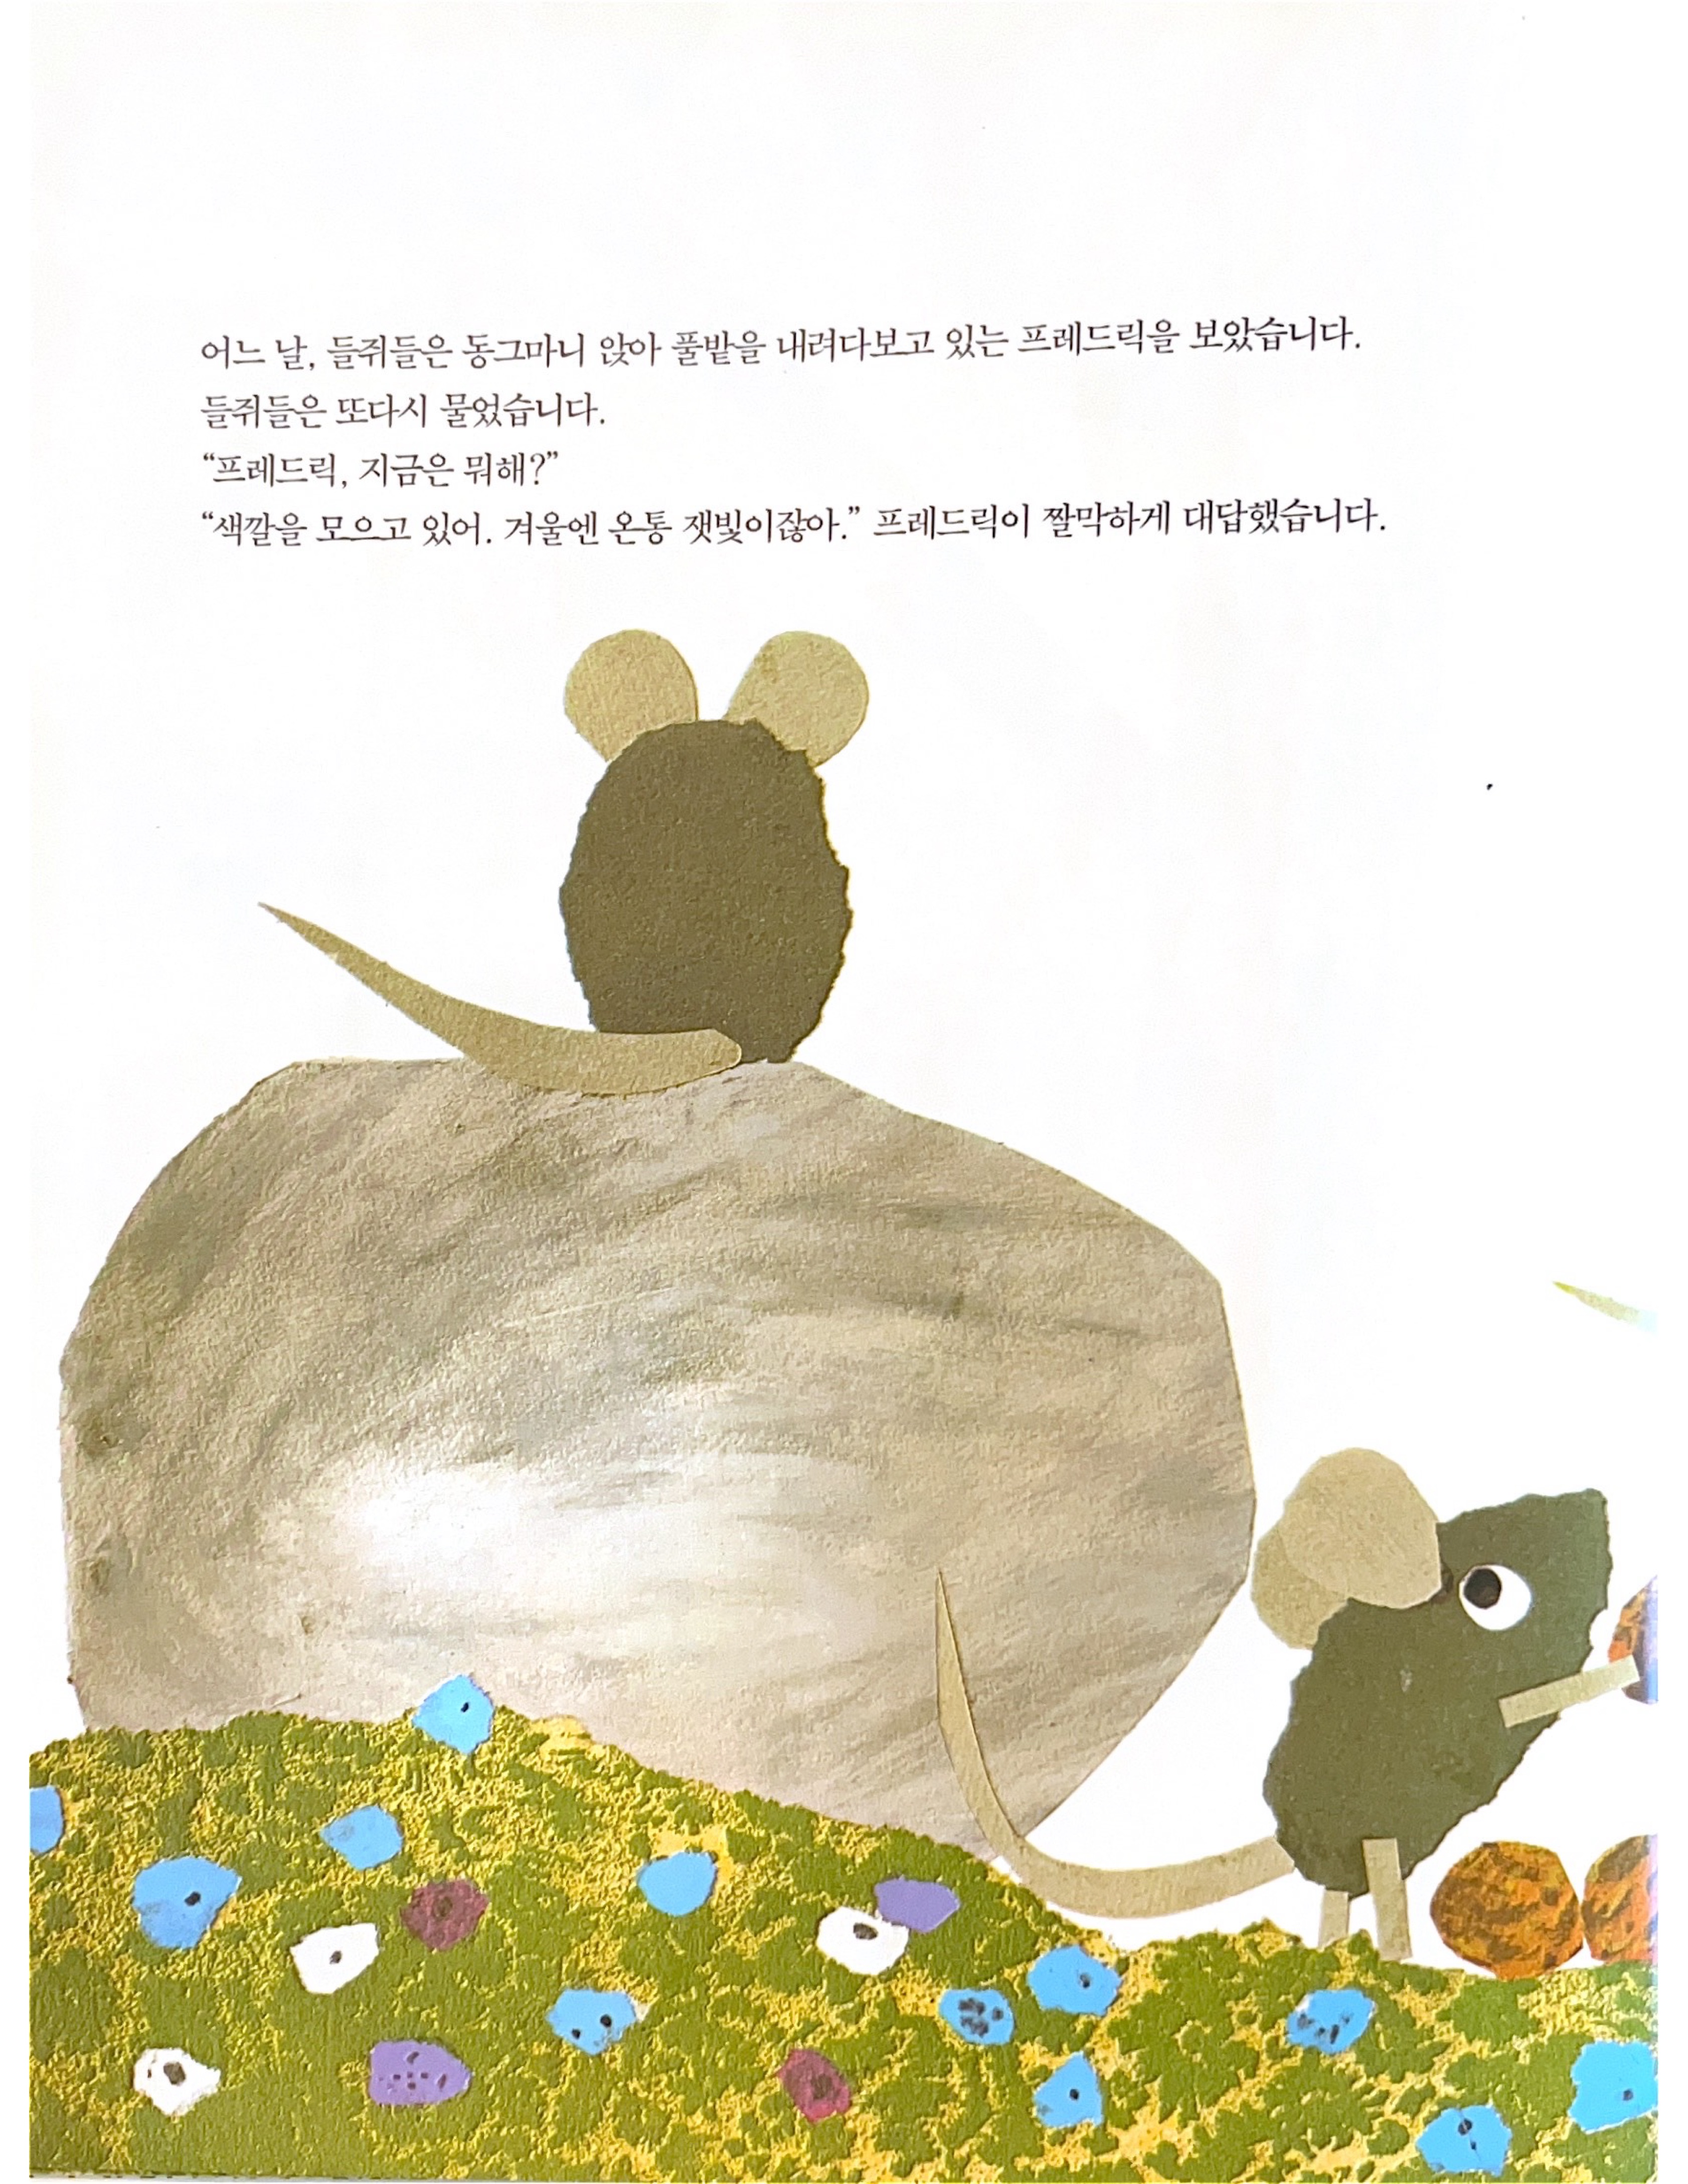 어느 날, 들쥐들은 동그마니 앉아 풀밭을 내려다보고 있는 프레드릭을 보았습니다.
들쥐들은 또다시 물었습니다.
“프레드릭, 지금은 뭐해?”
“색깔을 모으고 있어. 겨울엔 온통 잿빛이잖아.” 프레드릭이 짤막하게 대답했습니다.